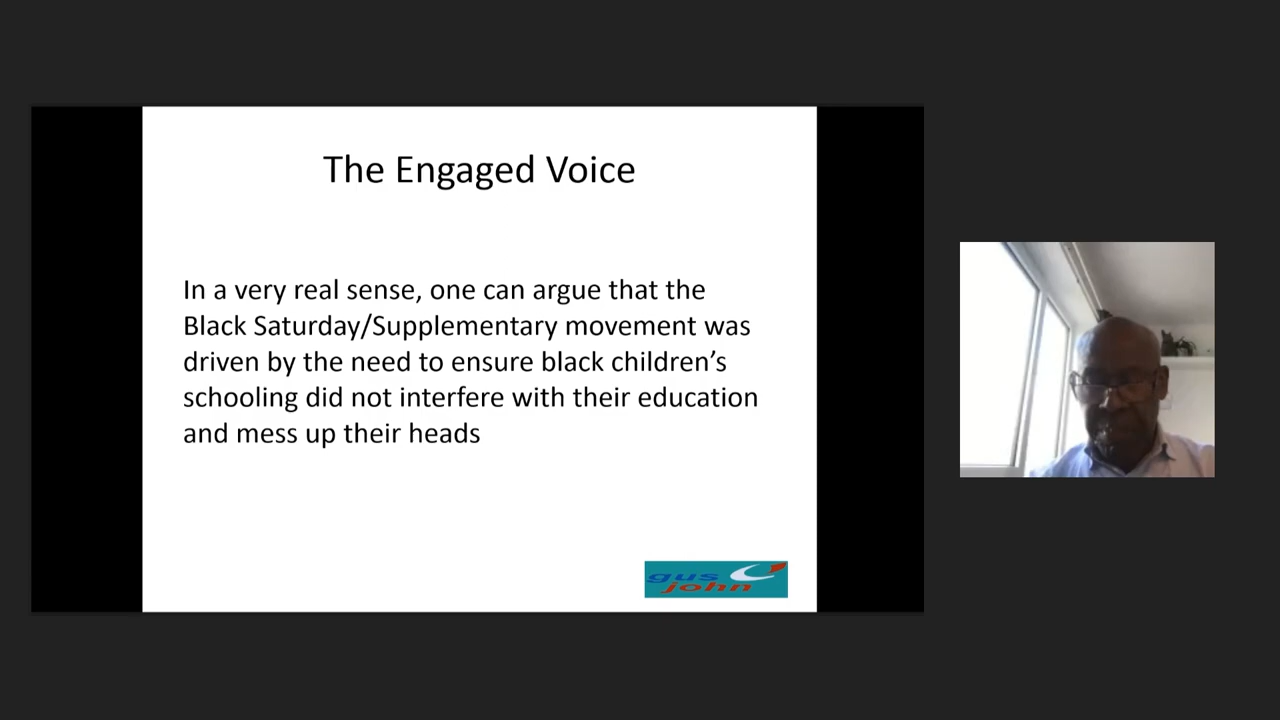 The Engaged Voice
In a very real sense, one can argue that the
Black Saturday/Supplementary movement was
driven by the need to ensure black children’s
schooling did not interfere with their education
and mess up their heads
gus
john